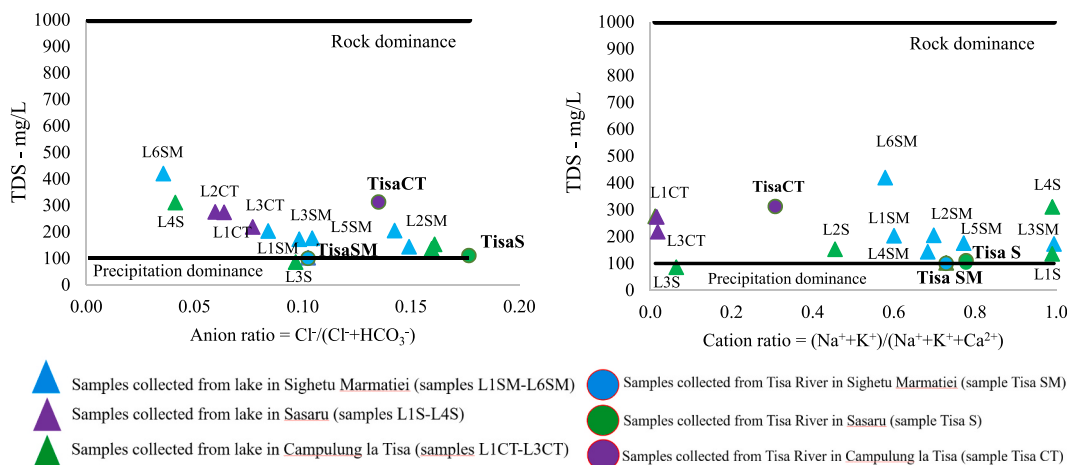 1000
900
800
700
600
500
400
300
200
100
0
TDS - mg/L
Rock dominance
L6SM
L4S
L2CT
L1CT
L3CT
L1SM
L3SM
TisaSM
L3S
L5SM
TisaCT
L2SM
TisaS
Precipitation dominance
0.00
0.05
0.10
0.15
0.20
Anion ratio = Cl⁻/(Cl⁻+HCO₃⁻)
1000
900
800
700
600
500
400
300
200
100
0
TDS - mg/L
Rock dominance
L1CT
L3CT
L3S
TisaCT
L2S
L6SM
L1SM
L4SM
L2SM
L5SM
Tisa S
Tisa SM
L4S
L3SM
L1S
Precipitation dominance
0.0
0.2
0.4
0.6
0.8
1.0
Cation ratio = (Na⁺+K⁺)/(Na⁺+K⁺+Ca²⁺)
Samples collected from lake in Sighetu Marmatiei (samples L1SM-L6SM)
Samples collected from lake in Sasaru (samples L1S-L4S)
Samples collected from lake in Campulung la Tisa (samples L1CT-L3CT)
Samples collected from Tisa River in Sighetu Marmatiei (sample Tisa SM)
Samples collected from Tisa River in Sasaru (sample Tisa S)
Samples collected from Tisa River in Campulung la Tisa (sample Tisa CT)